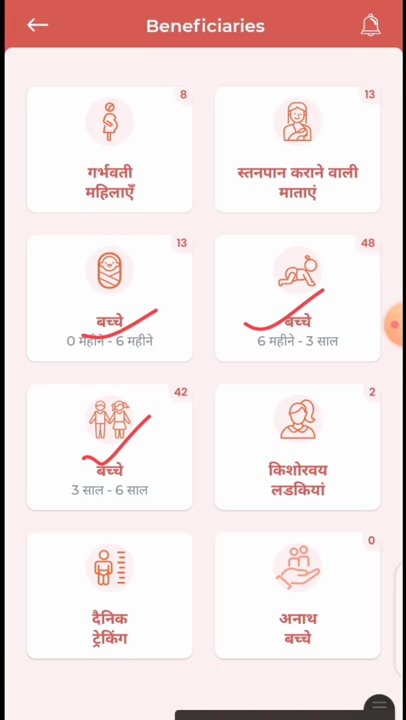 Beneficiaries
8
गर्भवती
महिलाएँ
13
स्तनपान कराने वाली
माताएं
13
बच्चे
0 महीने - 6 महीने
48
बच्चे
6 महीने - 3 साल
42
बच्चे
3 साल - 6 साल
2
किशोरवय
लडकियां
दैनिक
ट्रेकिंग
0
अनाथ
बच्चे